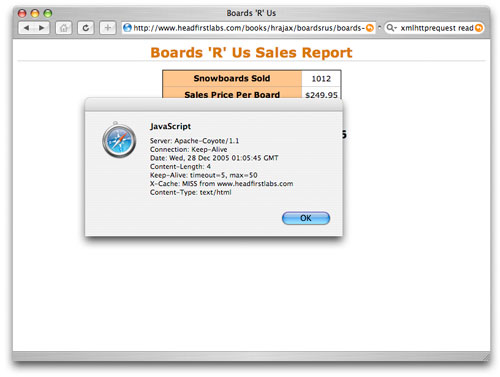 Boards 'R' Us
http://www.headfirstlabs.com/books/hrajax/boardsrus/boards-
xmlhttprequest read
Boards 'R' Us Sales Report
Snowboards Sold 1012
Sales Price Per Board $249.95
JavaScript
Server: Apache-Coyote/1.1
Connection: Keep-Alive
Date: Wed, 28 Dec 2005 01:05:45 GMT
Content-Length: 4
Keep-Alive: timeout=5, max=50
X-Cache: MISS from www.headfirstlabs.com
Content-Type: text/html
OK